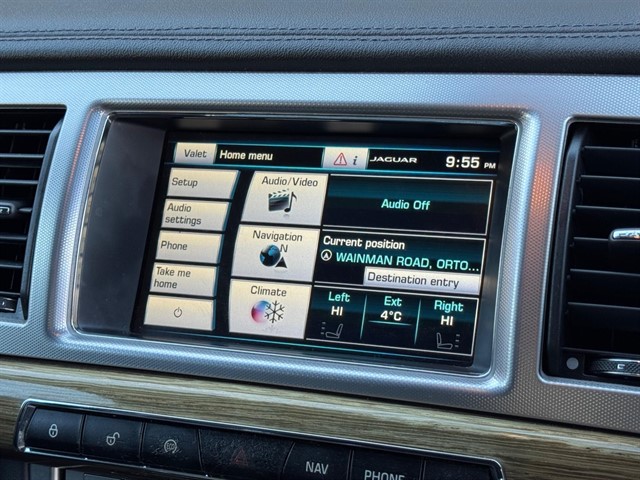 Valet
Home menu
i
JAGUAR
9:55 PM
Setup
Audio
settings
Phone
Take me
home
Audio/Video
Navigation
N
Climate
Audio Off
Current position
WAINMAN ROAD, ORTO...
Destination entry
Left
HI
Ext
4°C
Right
HI
NAV
PHONE